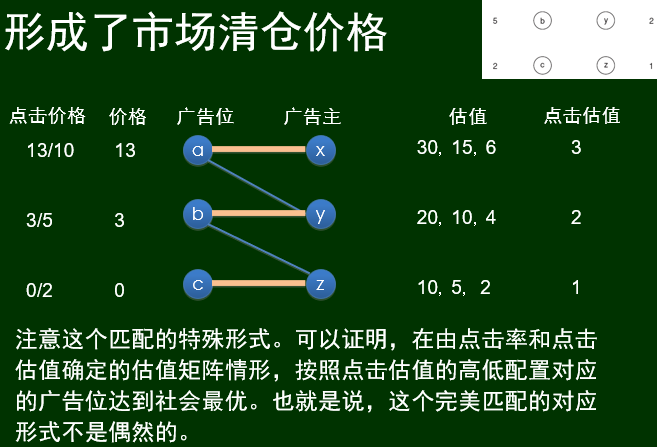 形成了市场清仓价格
5 b y 2
2 c z 1
点击价格 价格 广告位 广告主 估值 点击估值
13/10 13 a x 30, 15, 6 3
3/5 3 b y 20, 10, 4 2
0/2 0 c z 10, 5, 2 1
注意这个匹配的特殊形式。可以证明，在由点击率和点击
估值确定的估值矩阵情形，按照点击估值的高低配置对应
的广告位达到社会最优。也就是说，这个完美匹配的对应
形式不是偶然的。